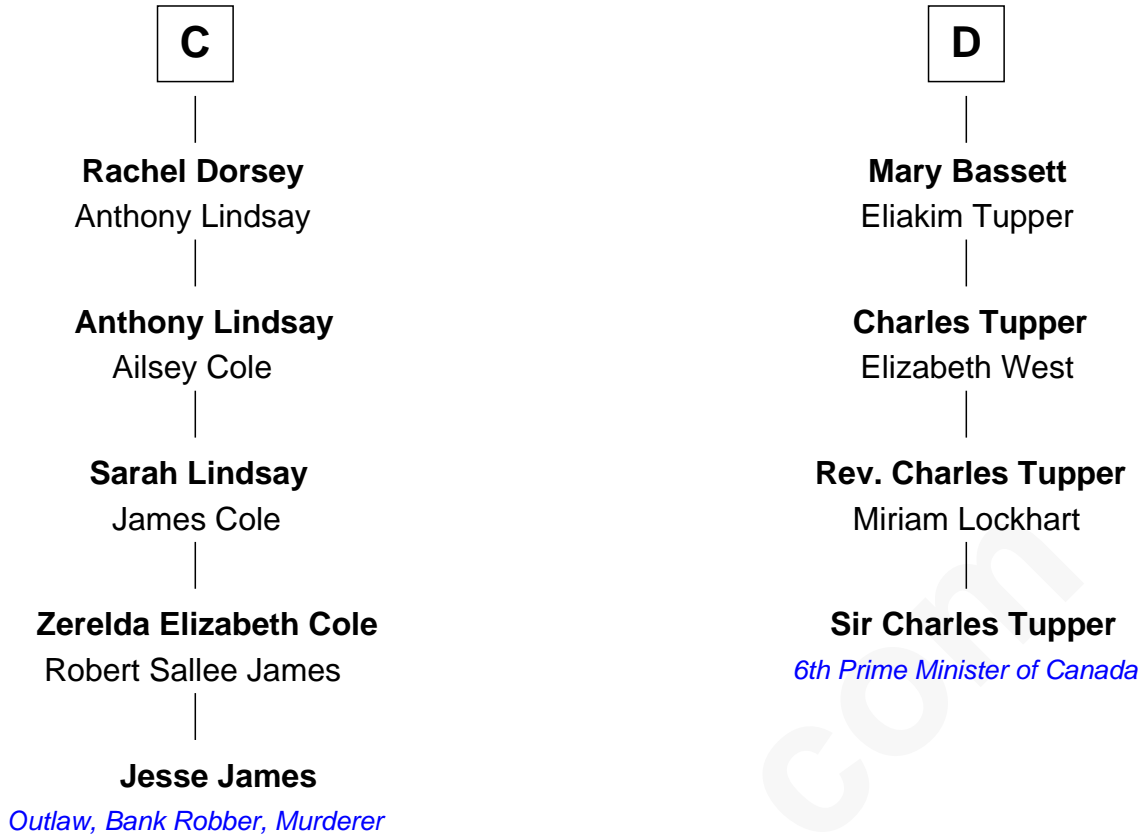 C
Rachel Dorsey
Anthony Lindsay
Anthony Lindsay
Ailsey Cole
Sarah Lindsay
James Cole
Zerelda Elizabeth Cole
Robert Sallee James
Jesse James
Outlaw, Bank Robber, Murderer
D
Mary Bassett
Eliakim Tupper
Charles Tupper
Elizabeth West
Rev. Charles Tupper
Miriam Lockhart
Sir Charles Tupper
6th Prime Minister of Canada
com